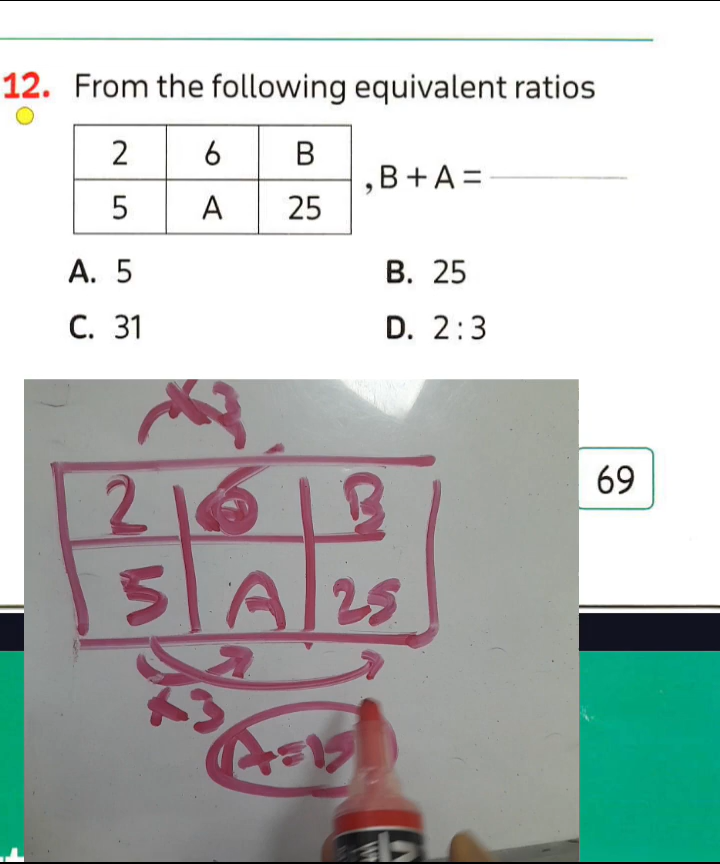 12. From the following equivalent ratios
2 6 B
5 A 25
, B + A =
A. 5
B. 25
C. 31
D. 2 : 3
×3
2 6 B
69
5 A 25
×3
A=15